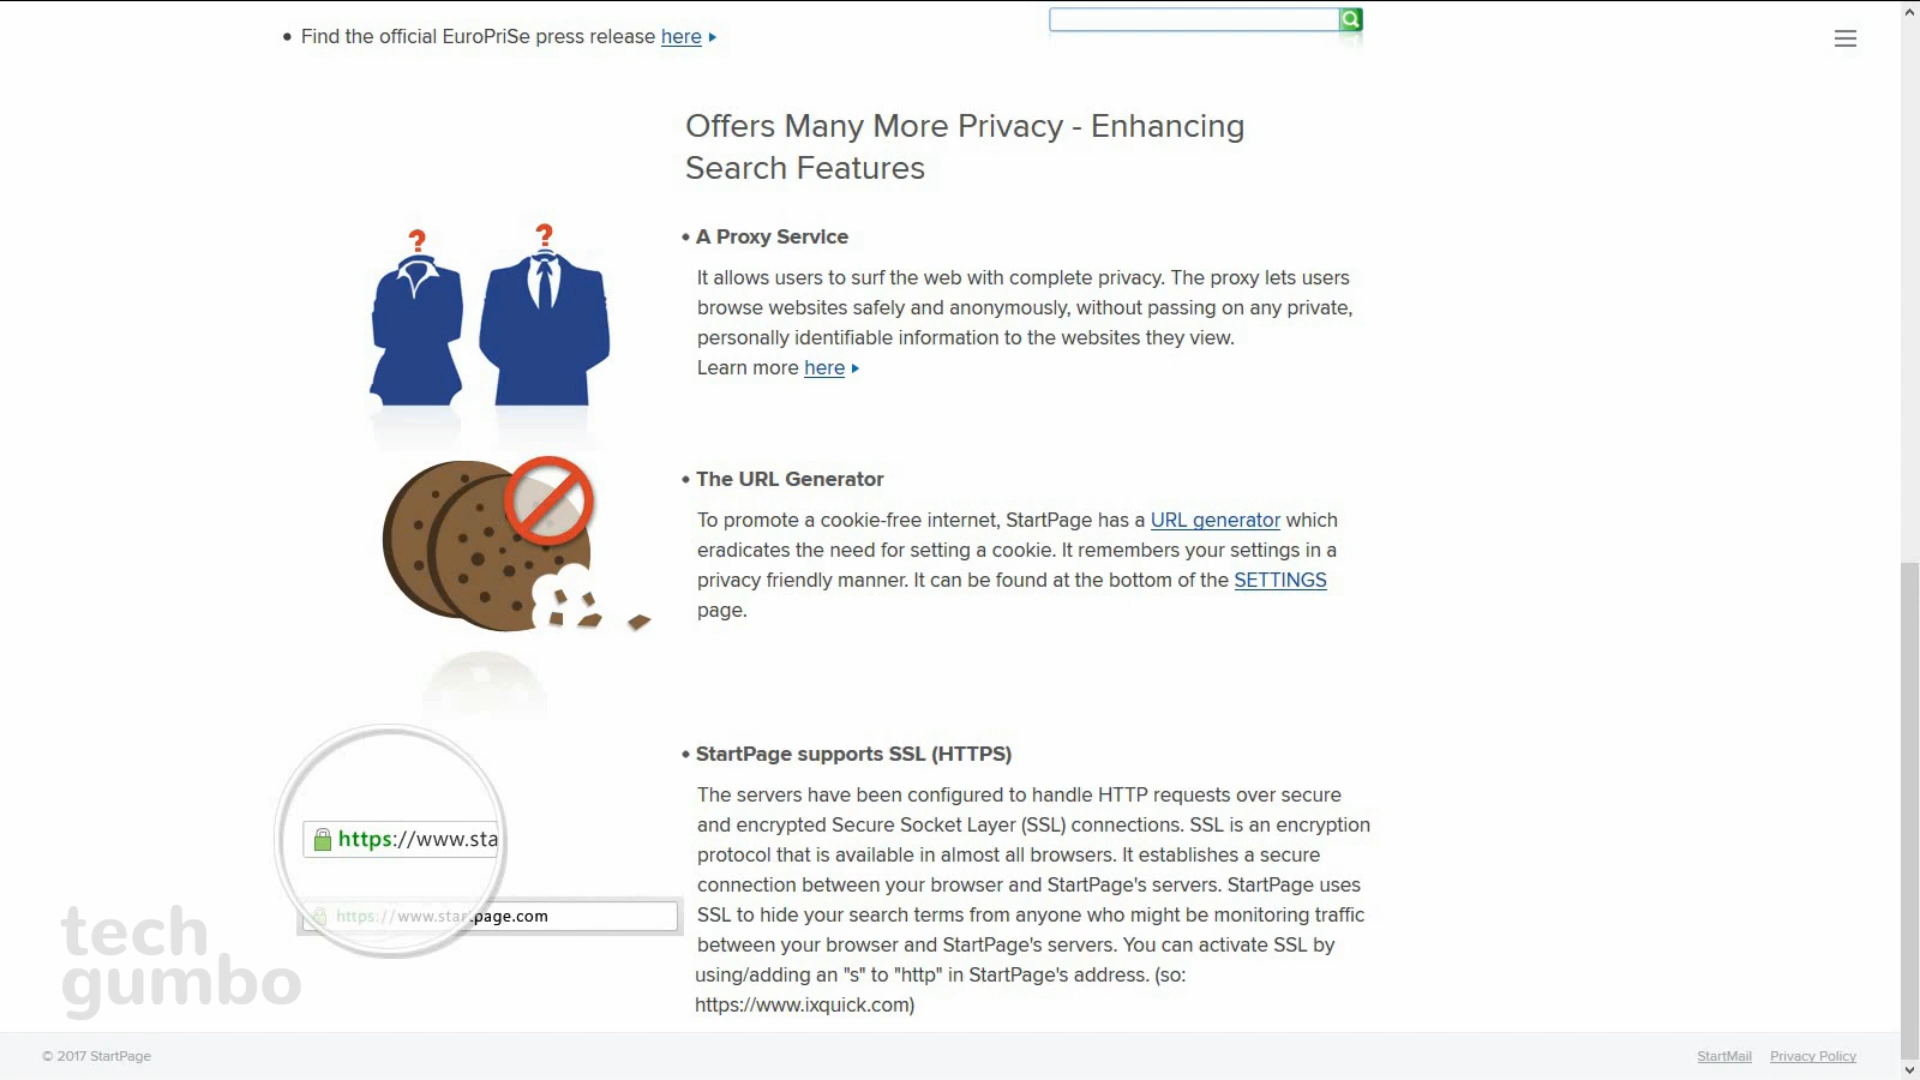 • Find the official EuroPriSe press release here
Offers Many More Privacy - Enhancing
Search Features
? ?
• A Proxy Service
It allows users to surf the web with complete privacy. The proxy lets users
browse websites safely and anonymously, without passing on any private,
personally identifiable information to the websites they view.
Learn more here
• The URL Generator
To promote a cookie-free internet, StartPage has a URL generator which
eradicates the need for setting a cookie. It remembers your settings in a
privacy friendly manner. It can be found at the bottom of the SETTINGS
page.
• StartPage supports SSL (HTTPS)
The servers have been configured to handle HTTP requests over secure
and encrypted Secure Socket Layer (SSL) connections. SSL is an encryption
protocol that is available in almost all browsers. It establishes a secure
connection between your browser and StartPage's servers. StartPage uses
SSL to hide your search terms from anyone who might be monitoring traffic
between your browser and StartPage's servers. You can activate SSL by
using/adding an "s" to "http" in StartPage's address. (so:
https://www.ixquick.com)
https://www.sta
https://www.startpage.com
tech
gumbo
© 2017 StartPage
StartMail Privacy Policy